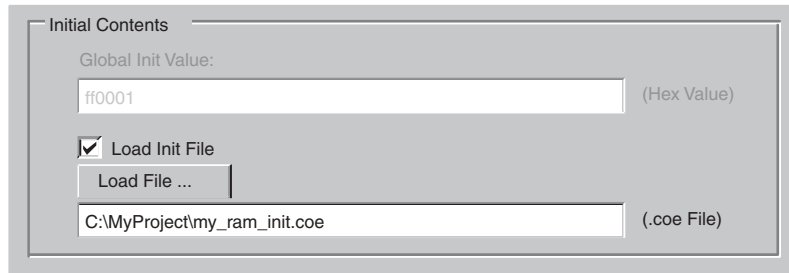 Initial Contents
Global Init Value:
ff0001 (Hex Value)
Load Init File
Load File ...
C:\MyProject\my_ram_init.coe (.coe File)